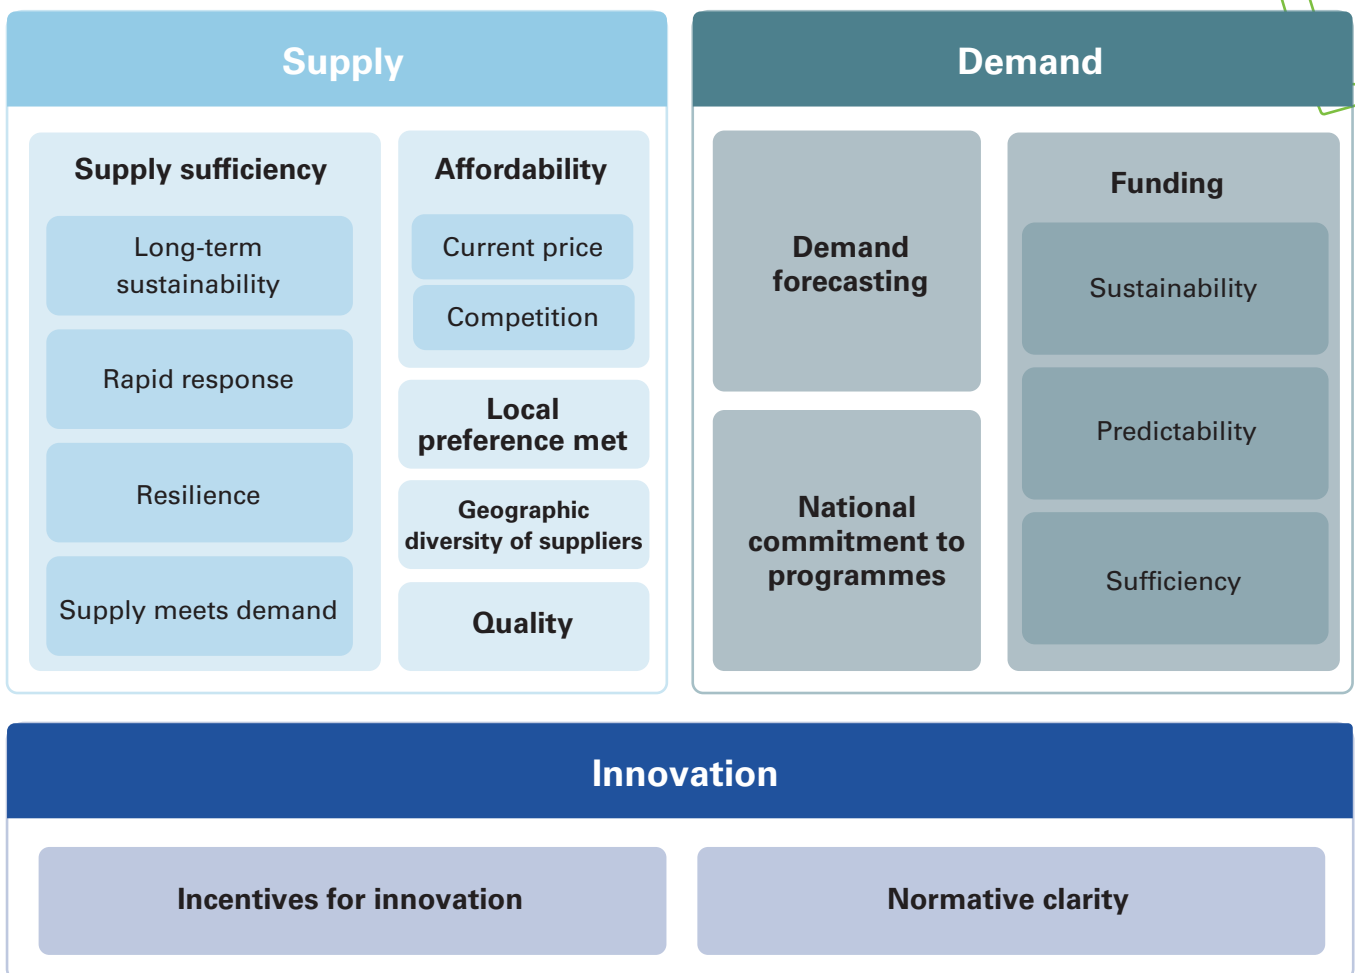 Supply
Supply sufficiency
Long-term
sustainability
Rapid response
Resilience
Supply meets demand
Affordability
Current price
Competition
Local
preference met
Geographic
diversity of suppliers
Quality
Demand
Demand
forecasting
National
commitment to
programmes
Funding
Sustainability
Predictability
Sufficiency
Innovation
Incentives for innovation
Normative clarity